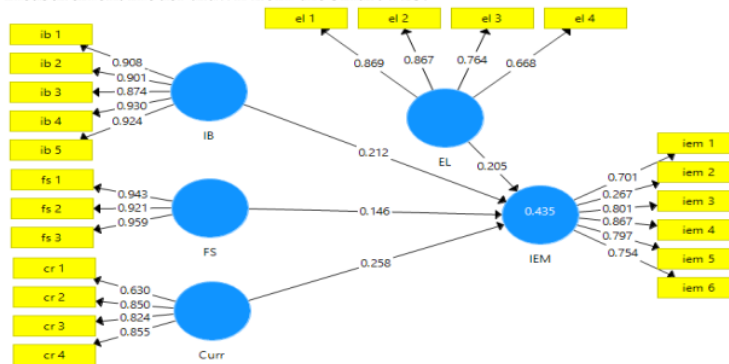 el 1
el 2
el 3
el 4
ib 1
ib 2
ib 3
ib 4
ib 5
0.908
0.901
0.874
0.930
0.924
IB
0.869
0.867
0.764
0.668
EL
0.212
0.205
fs 1
fs 2
fs 3
0.943
0.921
0.959
FS
0.146
0.435
IEM
0.701
0.267
0.801
0.867
0.797
0.754
iem 1
iem 2
iem 3
iem 4
iem 5
iem 6
cr 1
cr 2
cr 3
cr 4
0.630
0.850
0.824
0.855
Curr
0.258